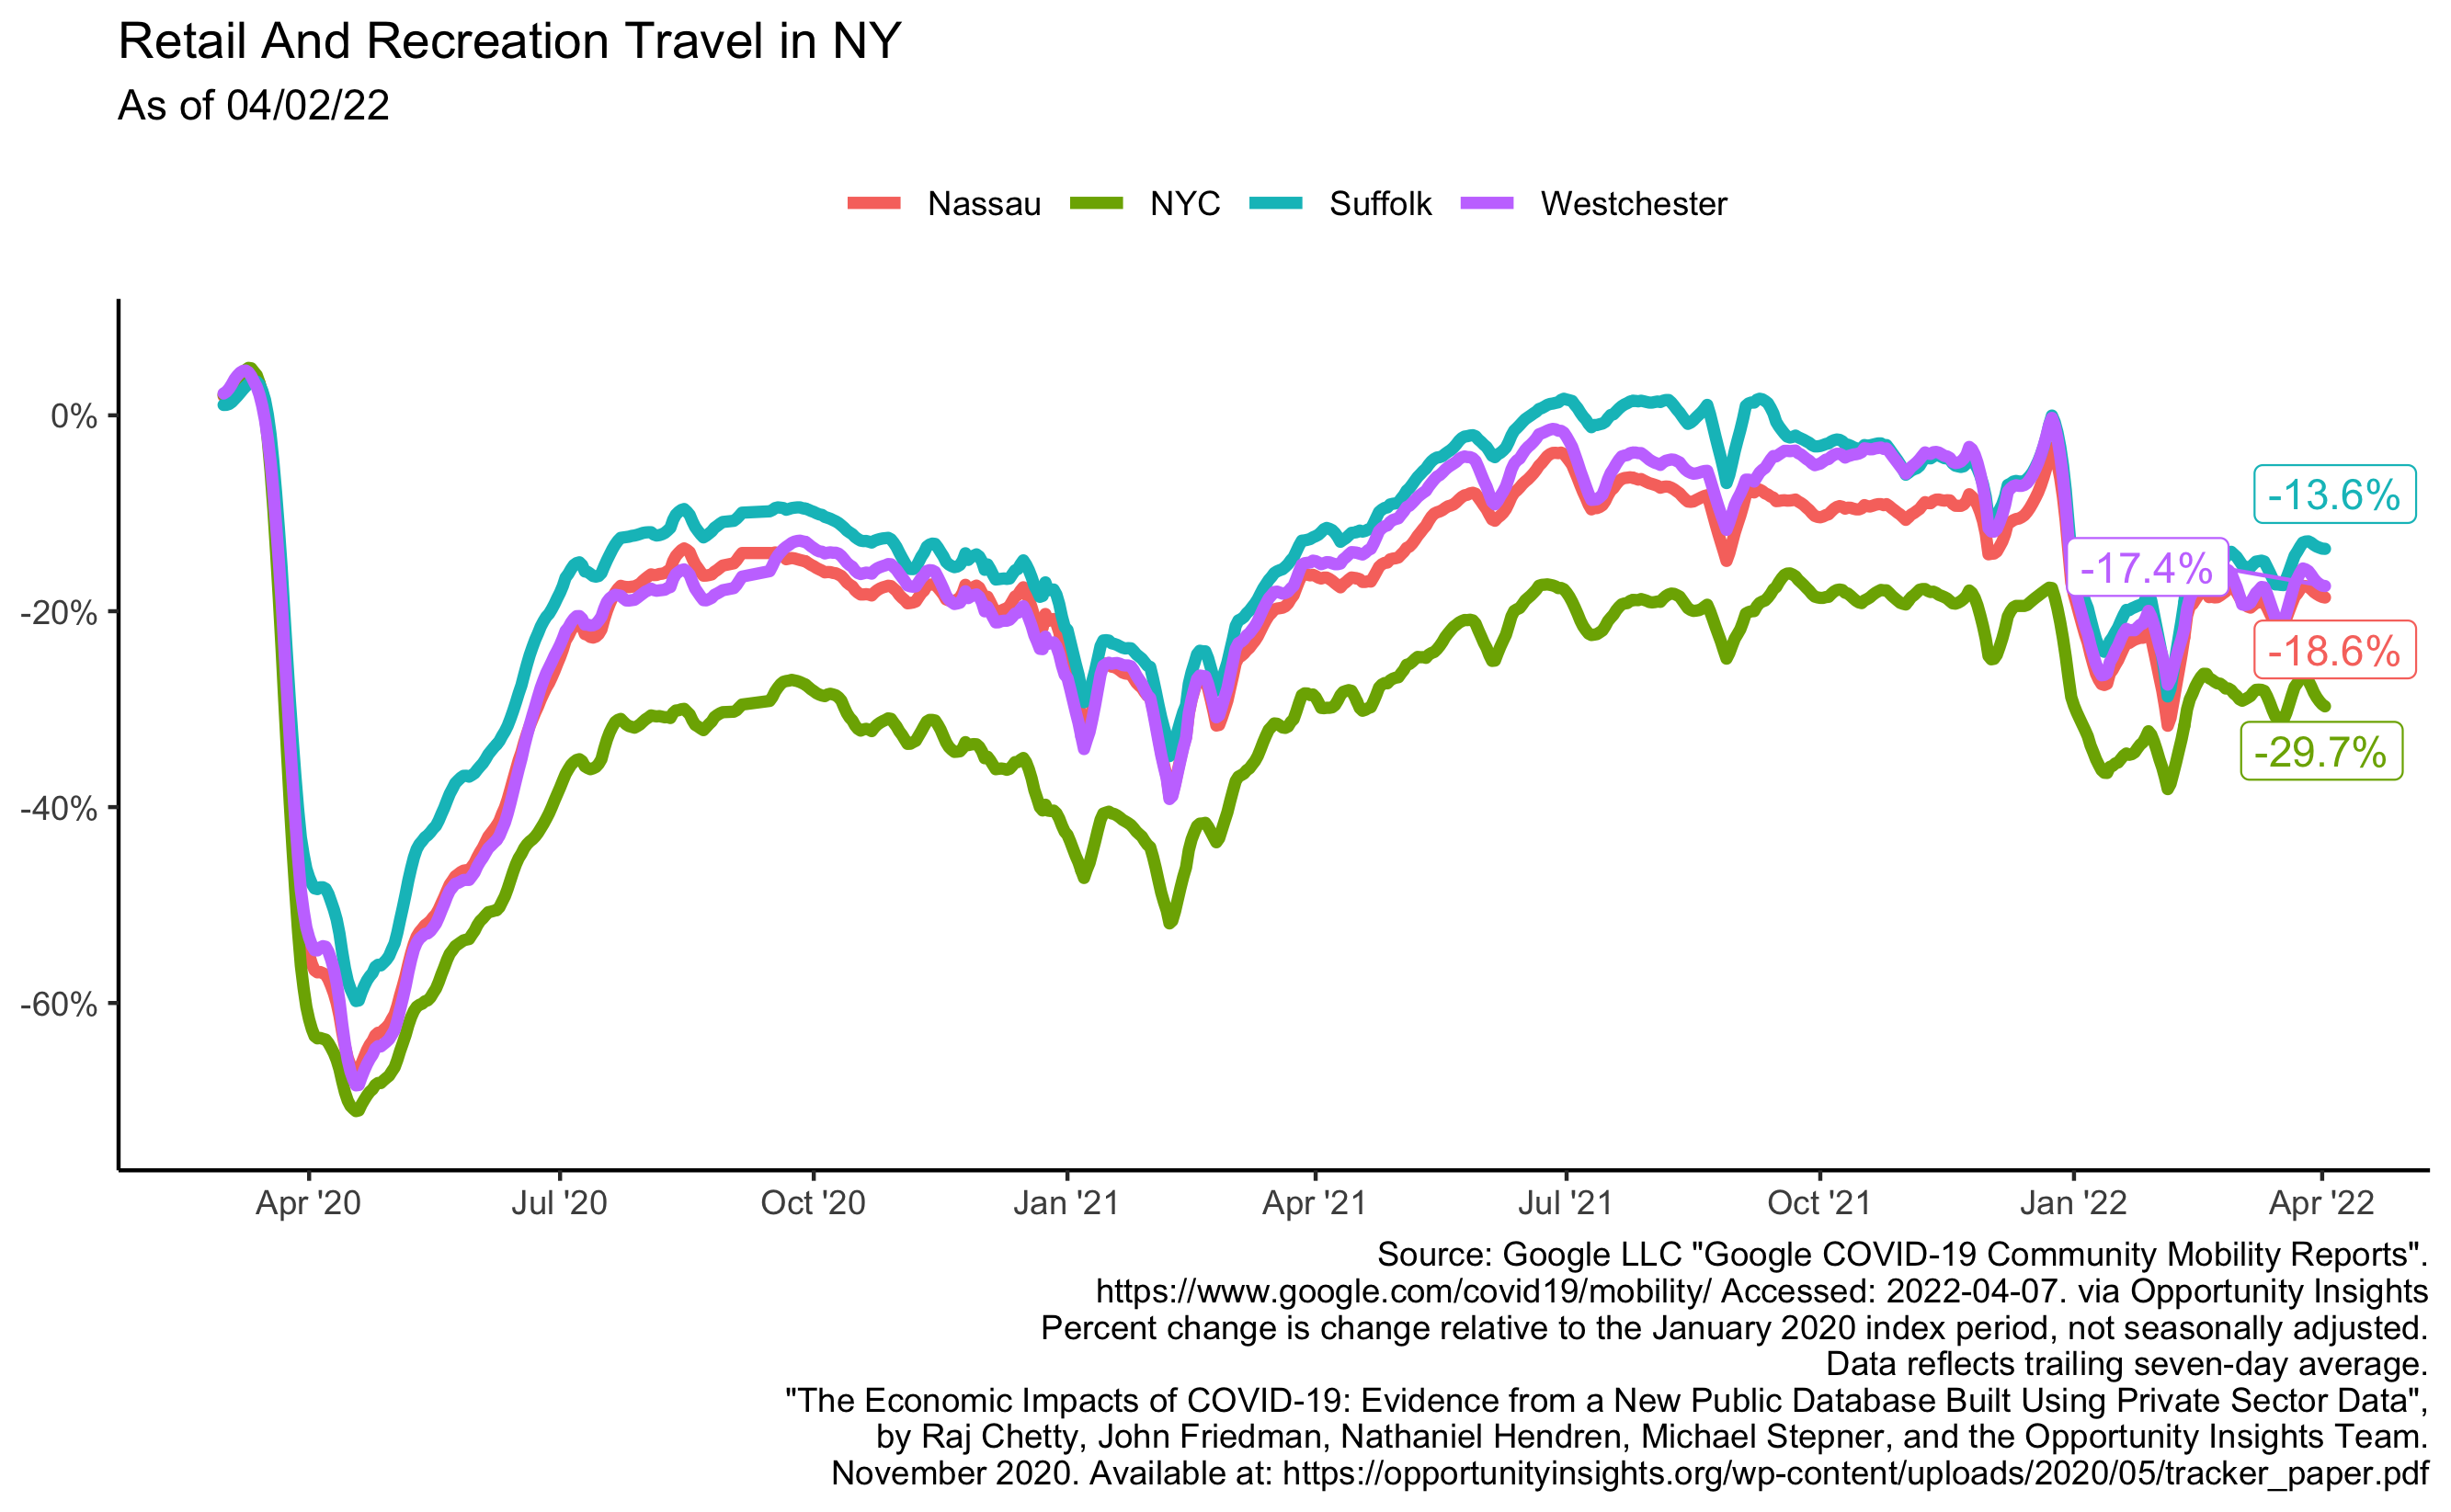 Retail And Recreation Travel in NY
As of 04/02/22
Nassau NYC Suffolk Westchester
0%
-20%
-40%
-60%
-13.6%
-17.4%
-18.6%
-29.7%
Apr '20 Jul '20 Oct '20 Jan '21 Apr '21 Jul '21 Oct '21 Jan '22 Apr '22
Source: Google LLC "Google COVID-19 Community Mobility Reports".
https://www.google.com/covid19/mobility/ Accessed: 2022-04-07. via Opportunity Insights
Percent change is change relative to the January 2020 index period, not seasonally adjusted.
Data reflects trailing seven-day average.
"The Economic Impacts of COVID-19: Evidence from a New Public Database Built Using Private Sector Data",
by Raj Chetty, John Friedman, Nathaniel Hendren, Michael Stepner, and the Opportunity Insights Team.
November 2020. Available at: https://opportunityinsights.org/wp-content/uploads/2020/05/tracker_paper.pdf